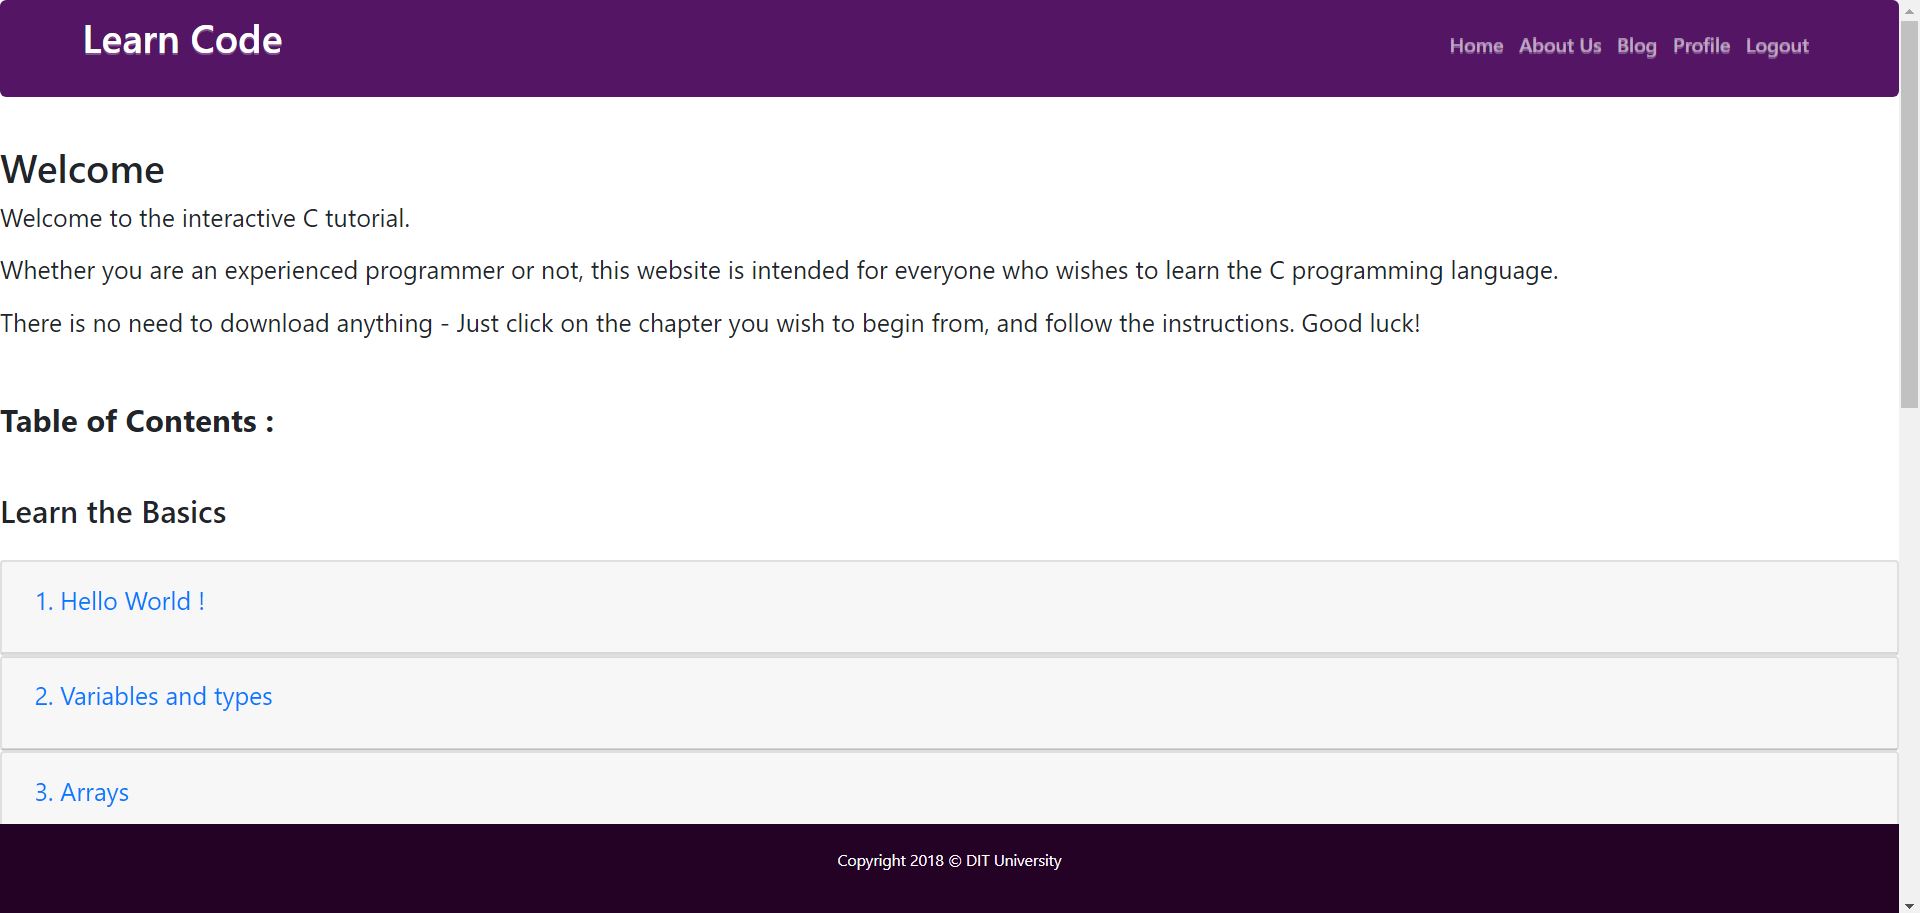 Learn Code
Home About Us Blog Profile Logout
Welcome
Welcome to the interactive C tutorial.
Whether you are an experienced programmer or not, this website is intended for everyone who wishes to learn the C programming language.
There is no need to download anything - Just click on the chapter you wish to begin from, and follow the instructions. Good luck!
Table of Contents :
Learn the Basics
1. Hello World !
2. Variables and types
3. Arrays
Copyright 2018 © DIT University